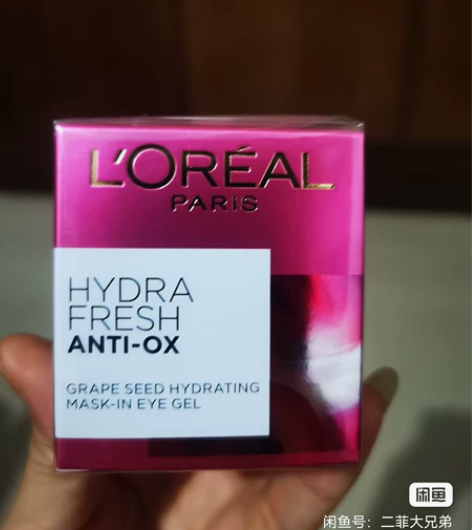 L'ORÉAL
PARIS
HYDRA
FRESH
ANTI-OX
GRAPE SEED HYDRATING
MASK-IN EYE GEL
闲鱼
闲鱼号：二菲大兄弟